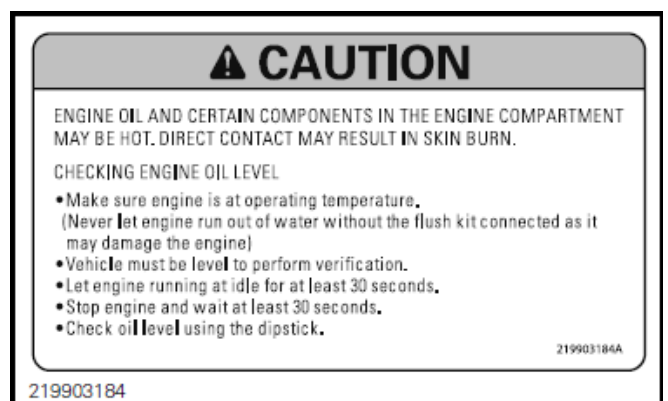 CAUTION
ENGINE OIL AND CERTAIN COMPONENTS IN THE ENGINE COMPARTMENT
MAY BE HOT. DIRECT CONTACT MAY RESULT IN SKIN BURN.
CHECKING ENGINE OIL LEVEL
•Make sure engine is at operating temperature.
(Never let engine run out of water without the flush kit connected as it
may damage the engine)
•Vehicle must be level to perform verification.
•Let engine running at idle for at least 30 seconds.
•Stop engine and wait at least 30 seconds.
•Check oil level using the dipstick.
219903184A
219903184